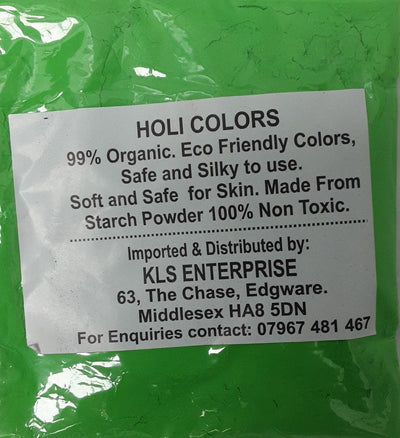 HOLI COLORS
99% Organic. Eco Friendly Colors,
Safe and Silky to use.
Soft and Safe for Skin. Made From
Starch Powder 100% Non Toxic.
Imported & Distributed by:
KLS ENTERPRISE
63, The Chase, Edgware.
Middlesex HA8 5DN
For Enquiries contact: 07967 481 467